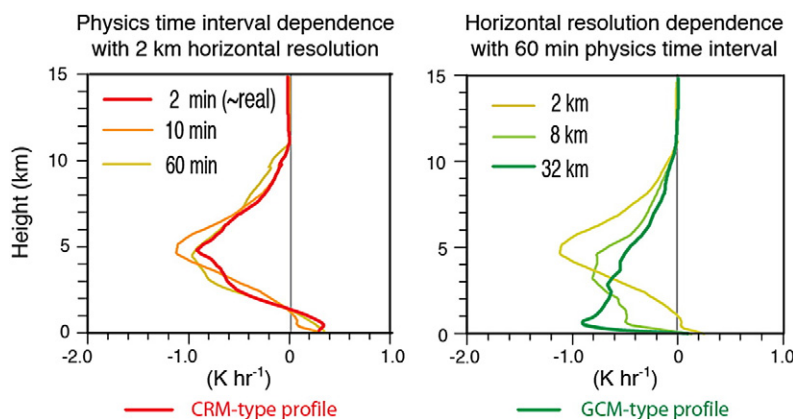 Physics time interval dependence
with 2 km horizontal resolution
15
10
5
0
Height (km)
2 min (~real)
10 min
60 min
-2.0
-1.0
0
1.0
(K hr⁻¹)
CRM-type profile
Horizontal resolution dependence
with 60 min physics time interval
15
10
5
0
2 km
8 km
32 km
-2.0
-1.0
0
1.0
(K hr⁻¹)
GCM-type profile